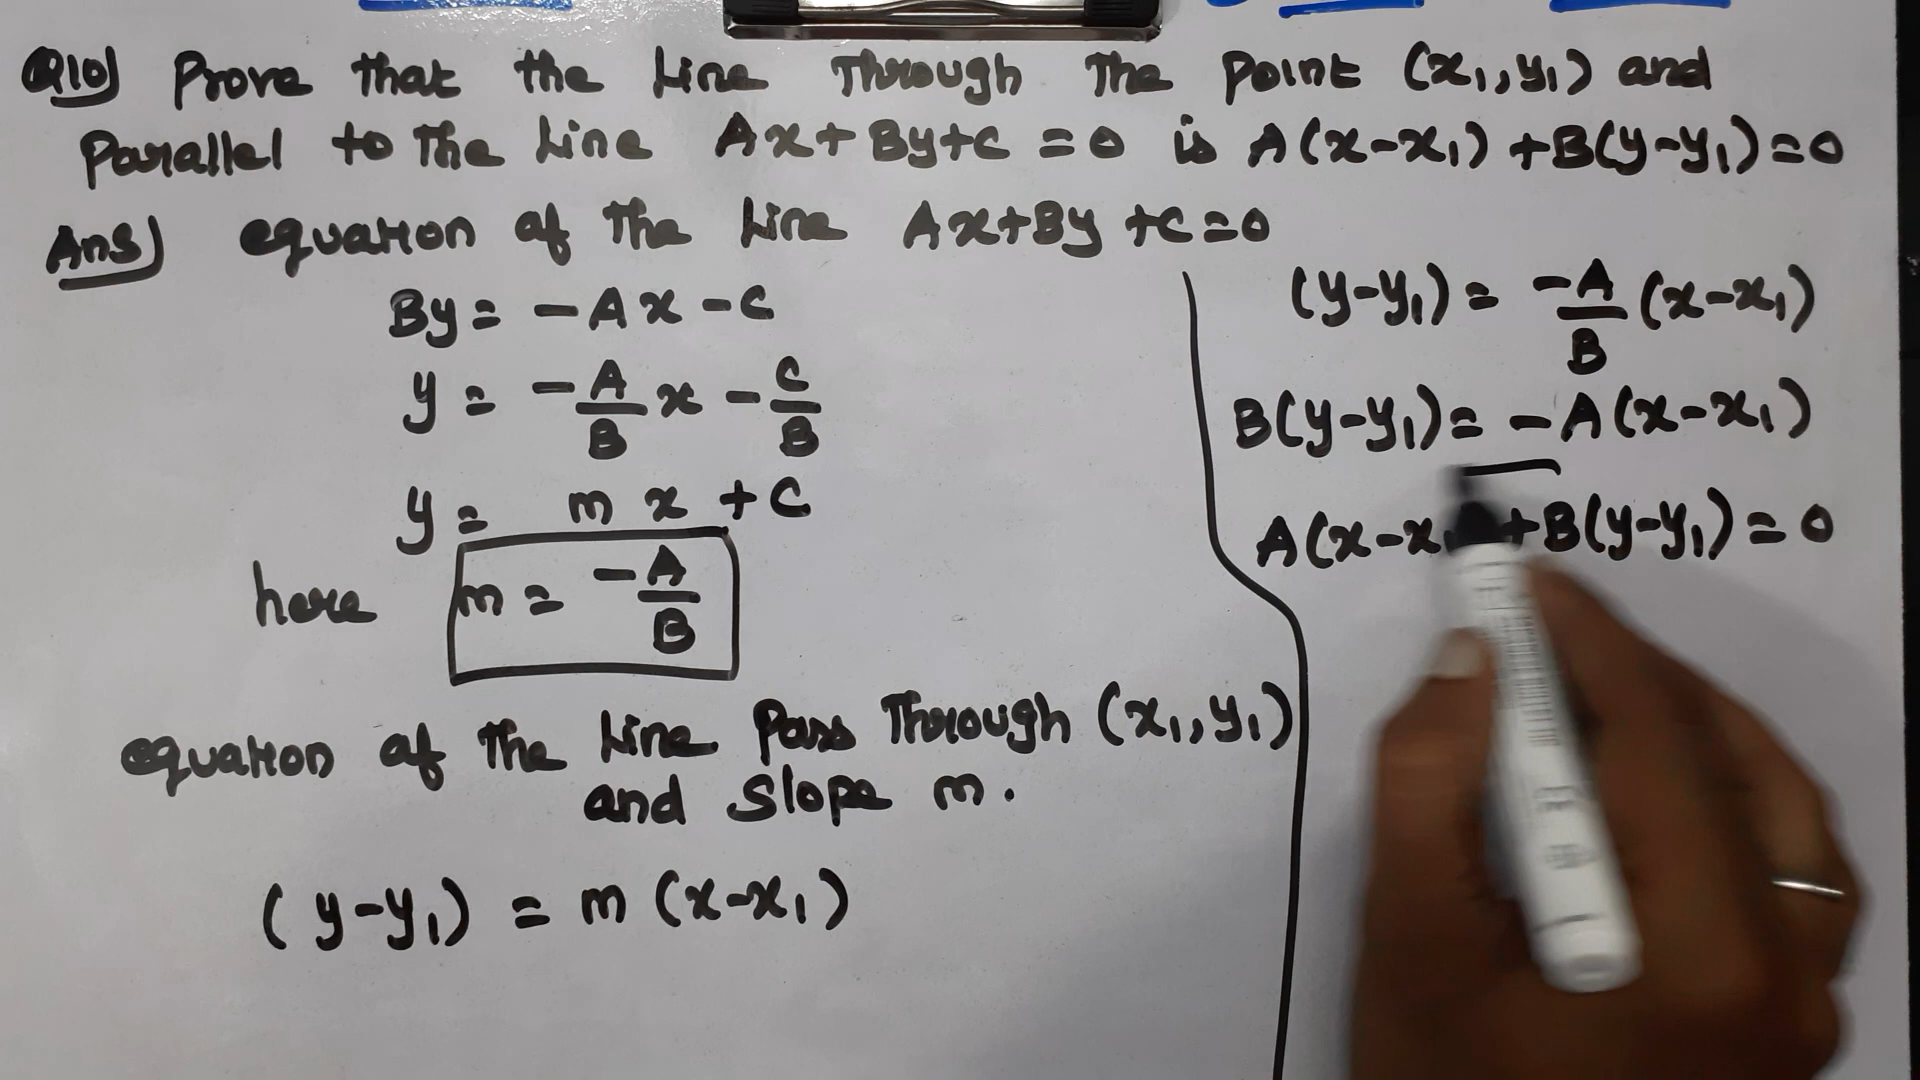 Q10) Prove that the line Through The Point (x₁, y₁) and
Parallel to The line Ax + By + C = 0 is A(x-x₁) + B(y-y₁) = 0
Ans) equation of The line Ax + By + C = 0
By = -Ax - C
y = -A/B x - C/B
y = m x + C
here m = -A/B
equation of The line Pass Through (x₁, y₁)
and slope m.
(y-y₁) = m (x-x₁)
(y-y₁) = -A/B (x-x₁)
B(y-y₁) = -A(x-x₁)
A(x-x₁ +B(y-y₁) = 0